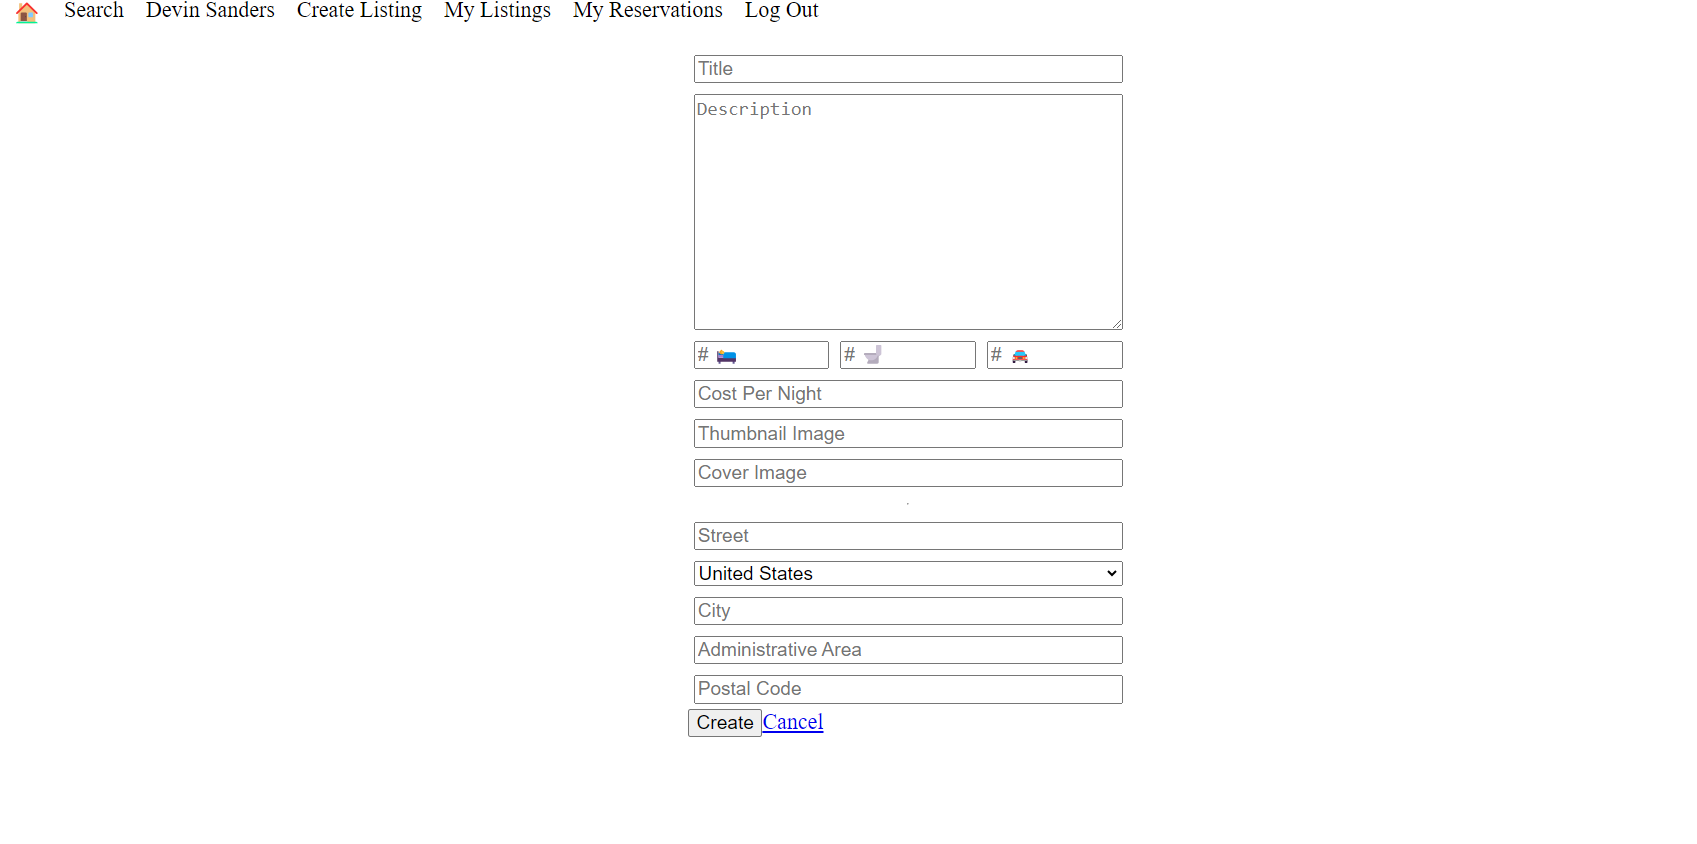 Search Devin Sanders Create Listing My Listings My Reservations Log Out
Title
Description
# # #
Cost Per Night
Thumbnail Image
Cover Image
Street
United States
City
Administrative Area
Postal Code
Create Cancel